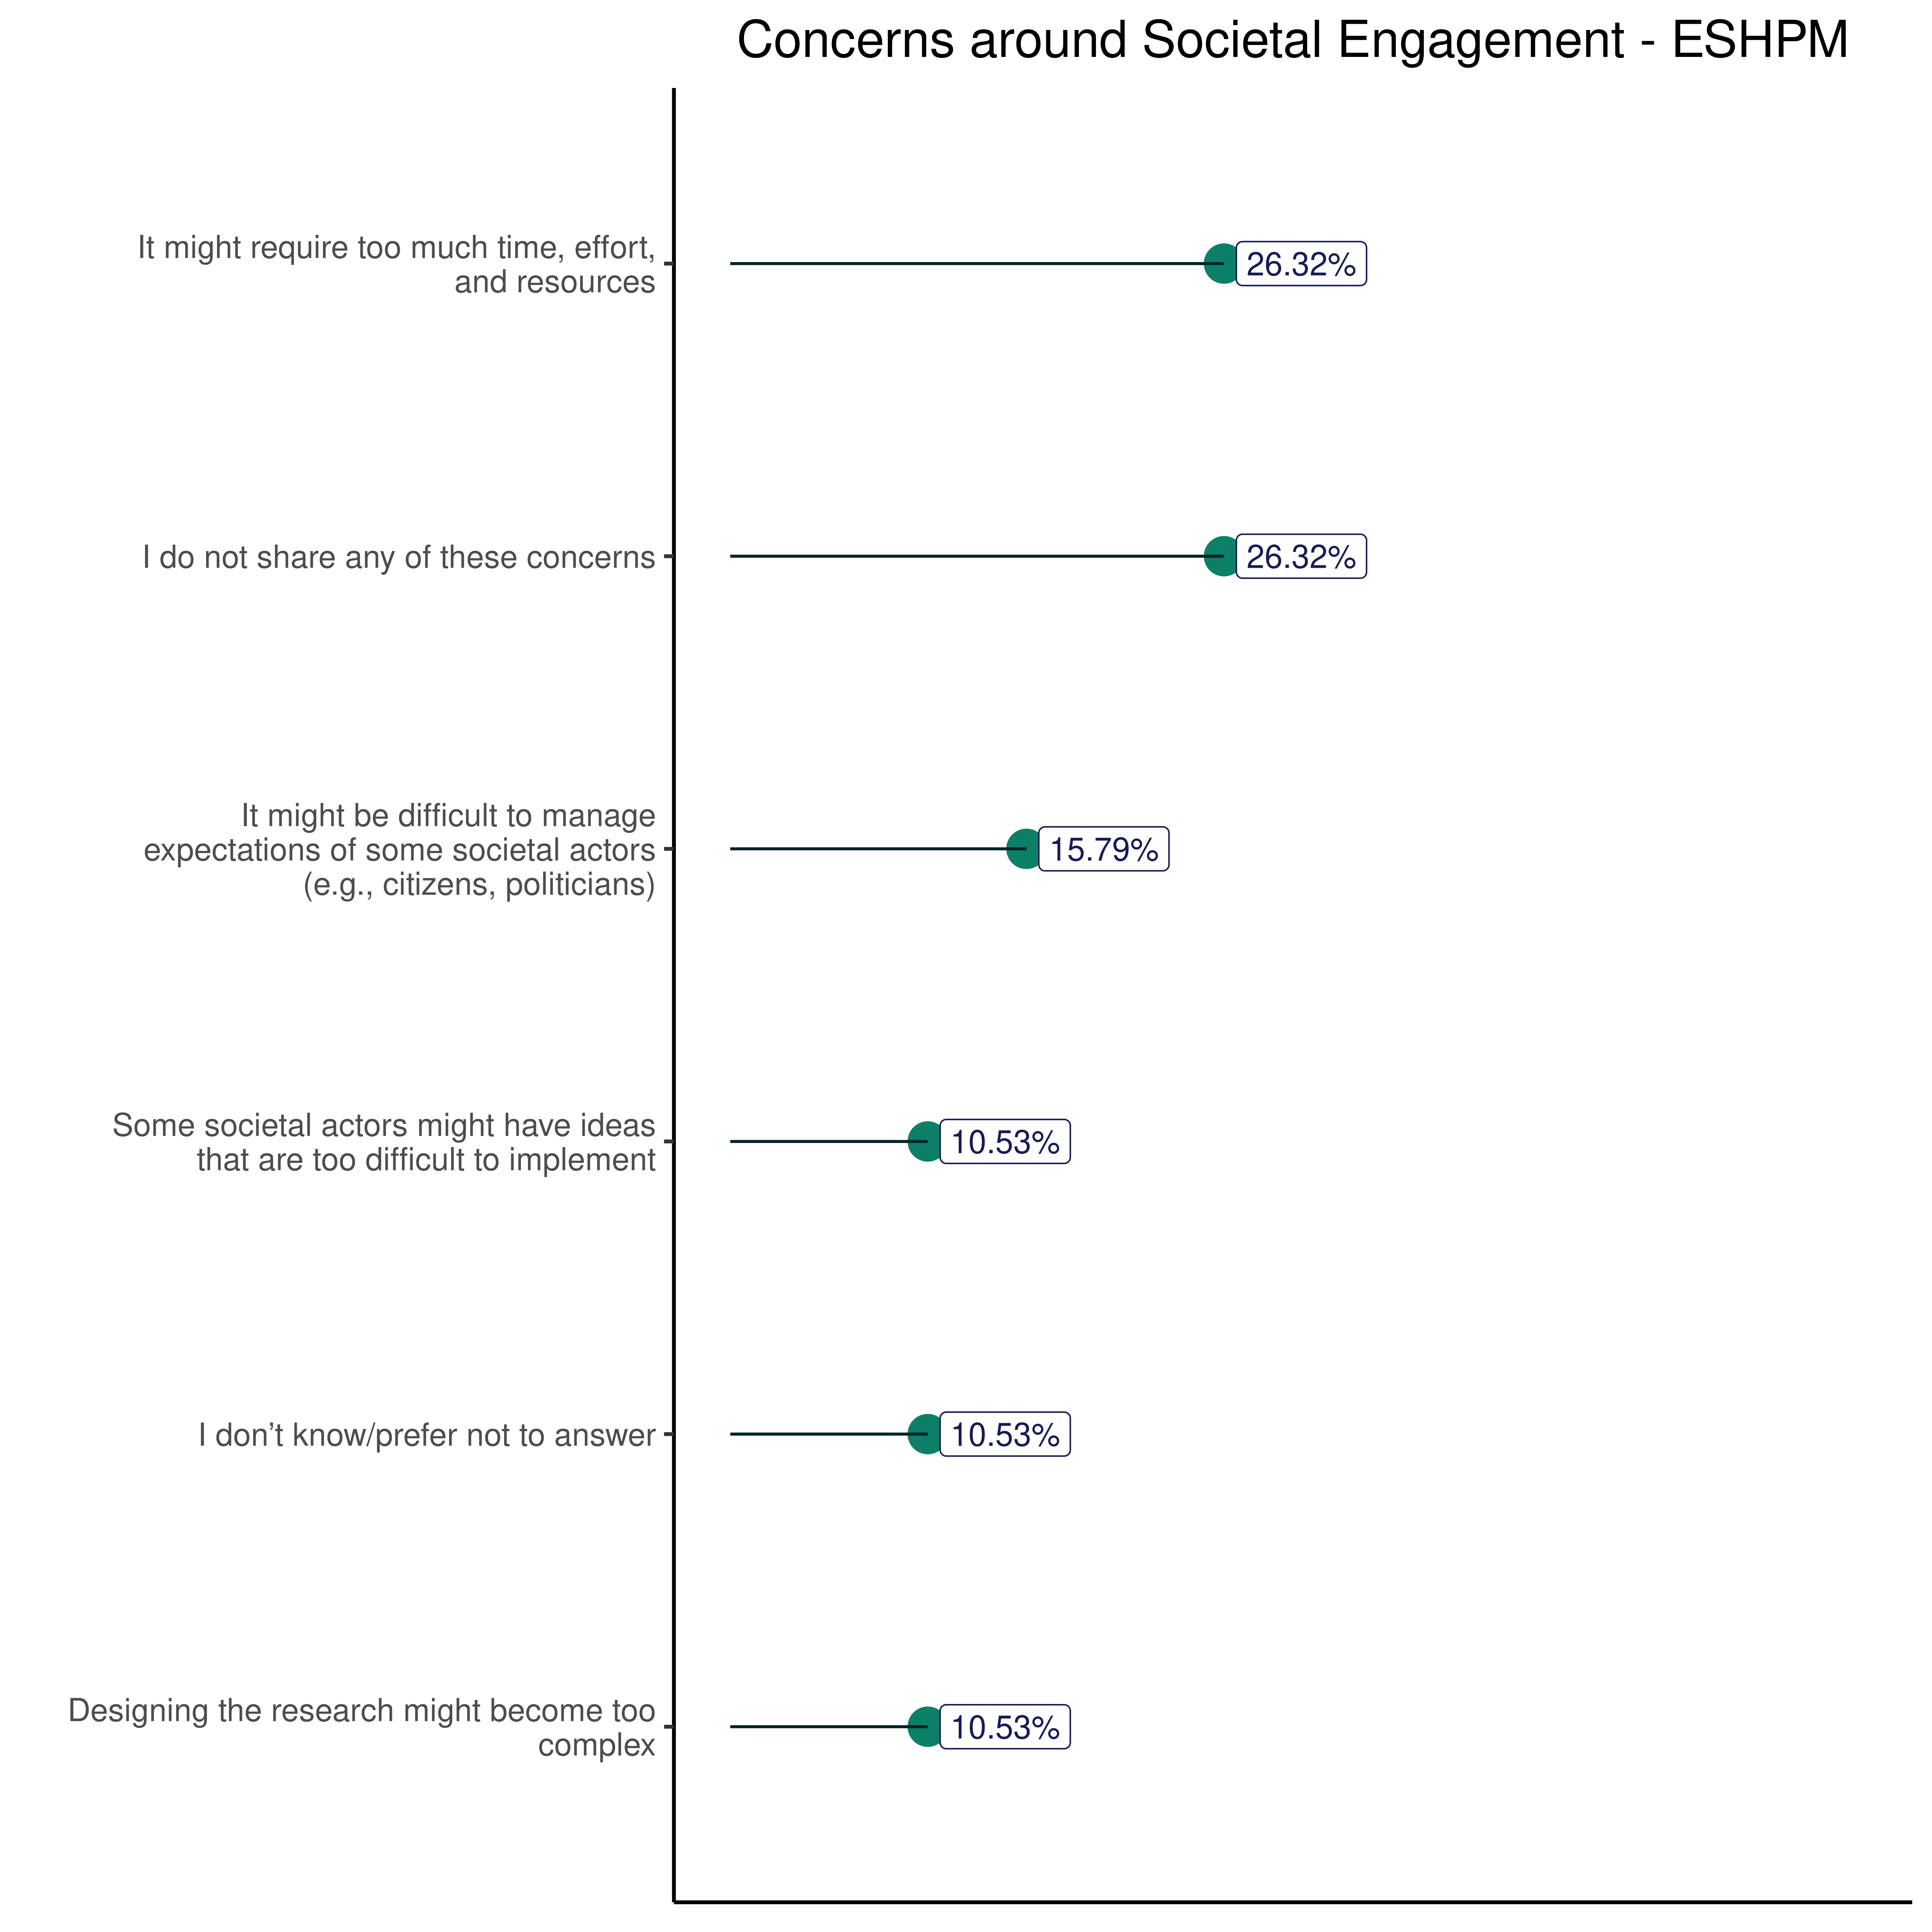 Concerns around Societal Engagement - ESHPM
It might require too much time, effort,
and resources
26.32%
I do not share any of these concerns
26.32%
It might be difficult to manage
expectations of some societal actors
(e.g., citizens, politicians)
15.79%
Some societal actors might have ideas
that are too difficult to implement
10.53%
I don’t know/prefer not to answer
10.53%
Designing the research might become too
complex
10.53%